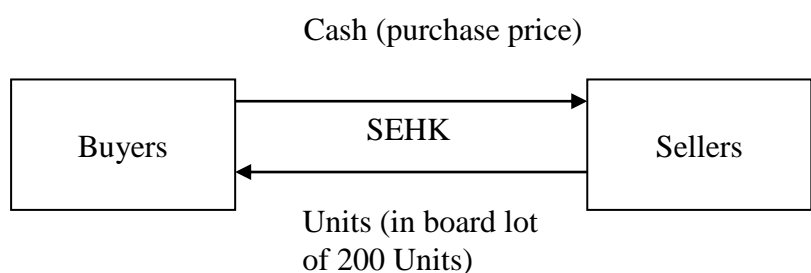 Cash (purchase price)
Buyers
SEHK
Sellers
Units (in board lot
of 200 Units)